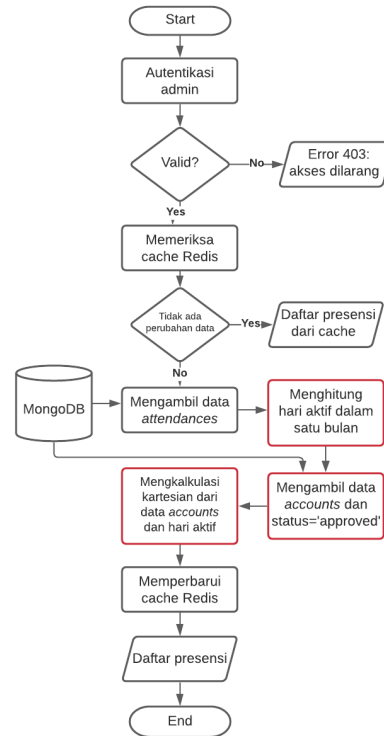 Start
Autentikasi
admin
Valid?
No
Error 403:
akses dilarang
Yes
Memeriksa
cache Redis
Tidak ada
perubahan data
Yes
Daftar presensi
dari cache
No
MongoDB
Mengambil data
attendances
Menghitung
hari aktif dalam
satu bulan
Mengambil data
accounts dan
status='approved'
Mengkalkulasi
kartesian dari
data accounts
dan hari aktif
Memperbarui
cache Redis
Daftar presensi
End